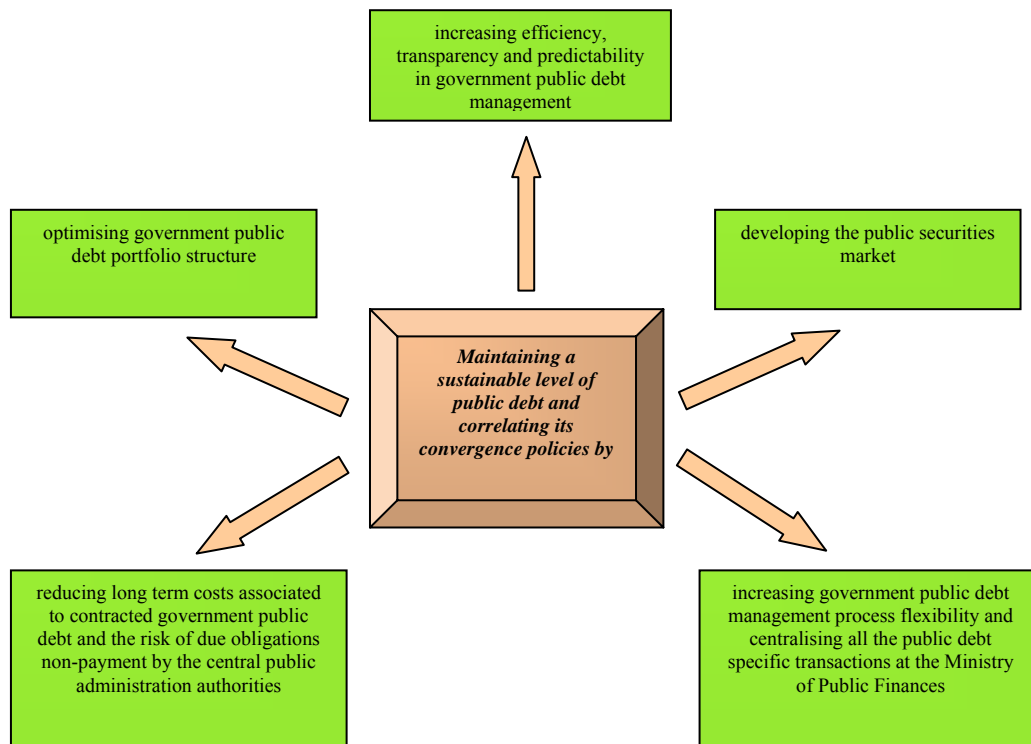 increasing efficiency,
transparency and predictability
in government public debt
management
optimising government public
debt portfolio structure
developing the public securities
market
Maintaining a
sustainable level of
public debt and
correlating its
convergence policies by
reducing long term costs associated
to contracted government public
debt and the risk of due obligations
non-payment by the central public
administration authorities
increasing government public debt
management process flexibility and
centralising all the public debt
specific transactions at the Ministry
of Public Finances